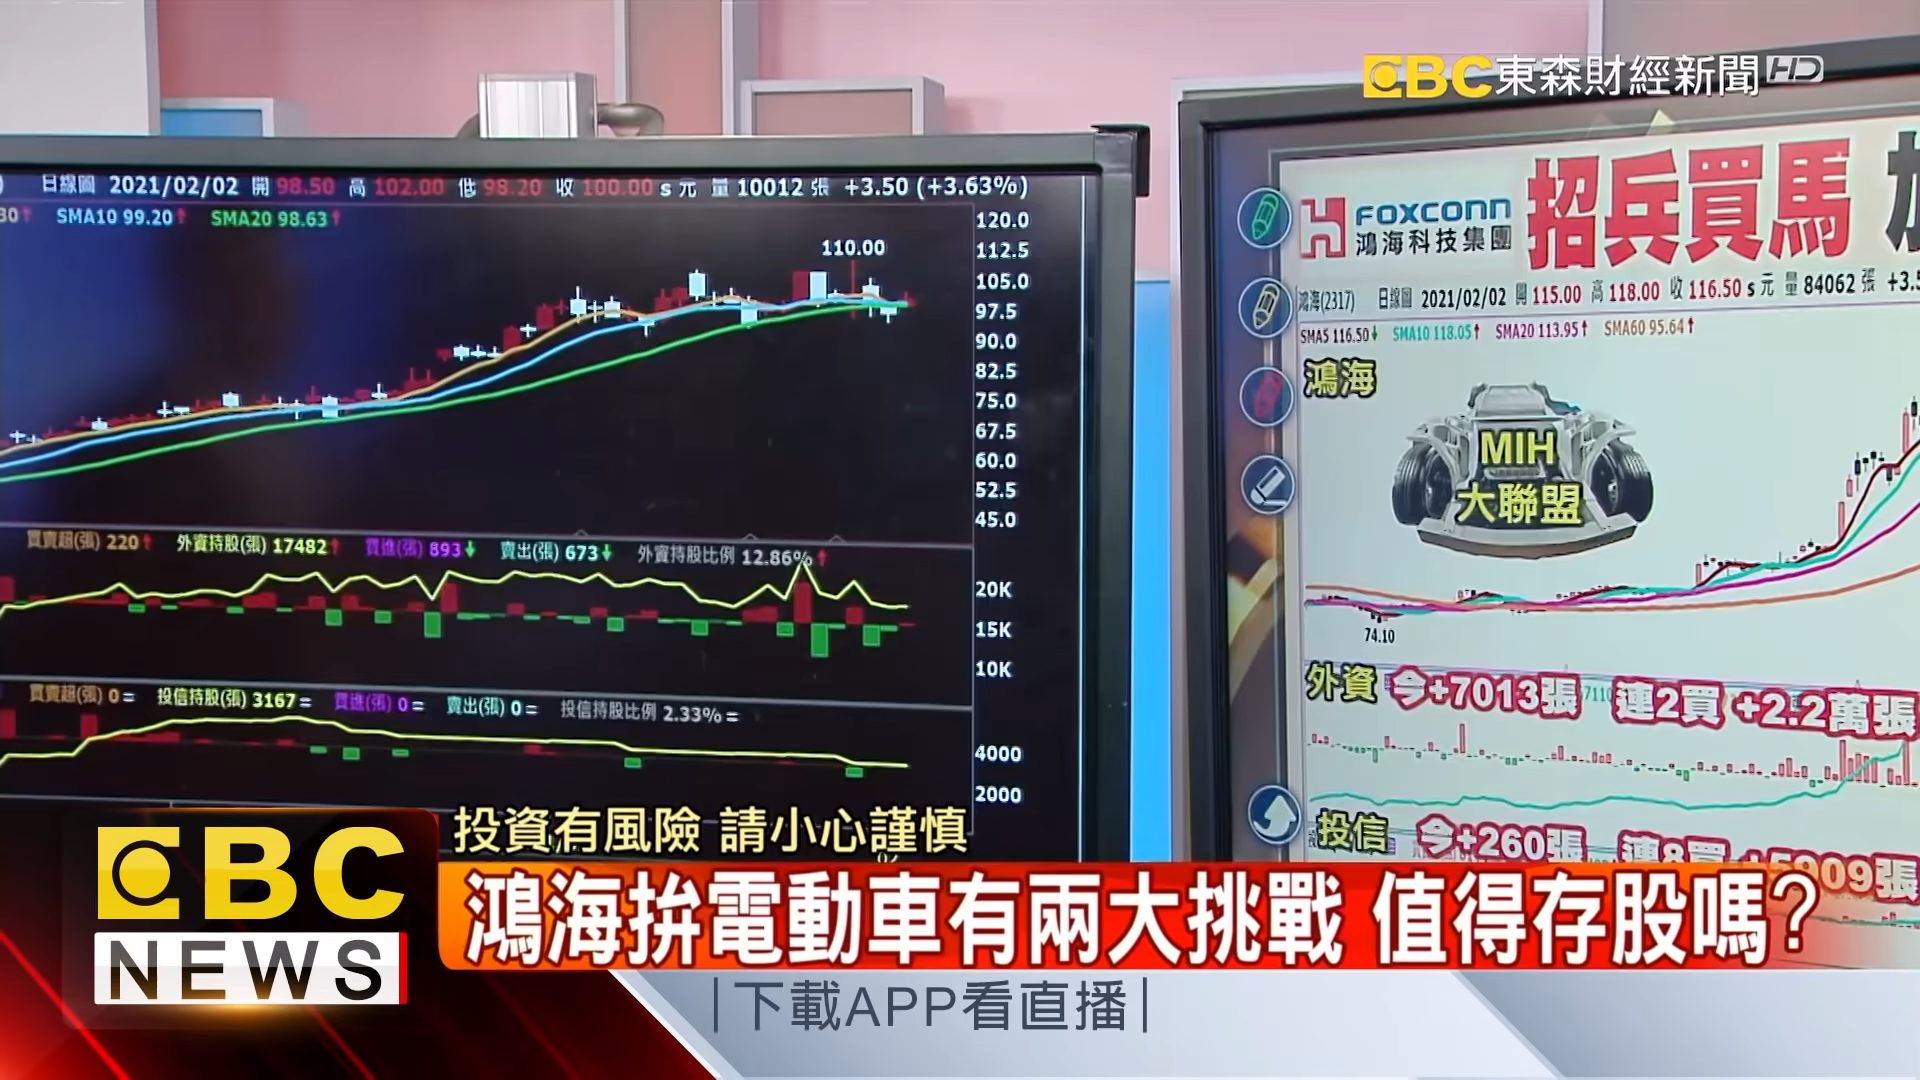 EBC 東森財經新聞 HD
日線圖 2021/02/02 開 98.50 高 102.00 低 98.20 收 100.00 s 元 量 10012 張 +3.50 (+3.63%)
SMA10 99.20↑ SMA20 98.63↑
110.00
120.0
112.5
105.0
97.5
90.0
82.5
75.0
67.5
60.0
52.5
45.0
買賣超(張) 220↑ 外資持股(張) 17482↑ 買進(張) 893↓ 賣出(張) 673↓ 外資持股比例 12.86%↑
20K
15K
10K
買賣超(張) 0= 投信持股(張) 3167= 買進(張) 0= 賣出(張) 0= 投信持股比例 2.33%=
4000
2000
FOXCONN
鴻海科技集團
招兵買馬
鴻海(2317) 日線圖 2021/02/02 開 115.00 高 118.00 收 116.50 s 元 量 84062 張
SMA5 116.50↓ SMA10 118.05↑ SMA20 113.95↑ SMA60 95.64↑
鴻海
MIH
大聯盟
74.10
外資 今+7013張 連2買 +2.2萬張
投信 今+260張 連8買 +5909張
投資有風險 請小心謹慎
鴻海拚電動車有兩大挑戰 值得存股嗎?
EBC
NEWS
|下載APP看直播|